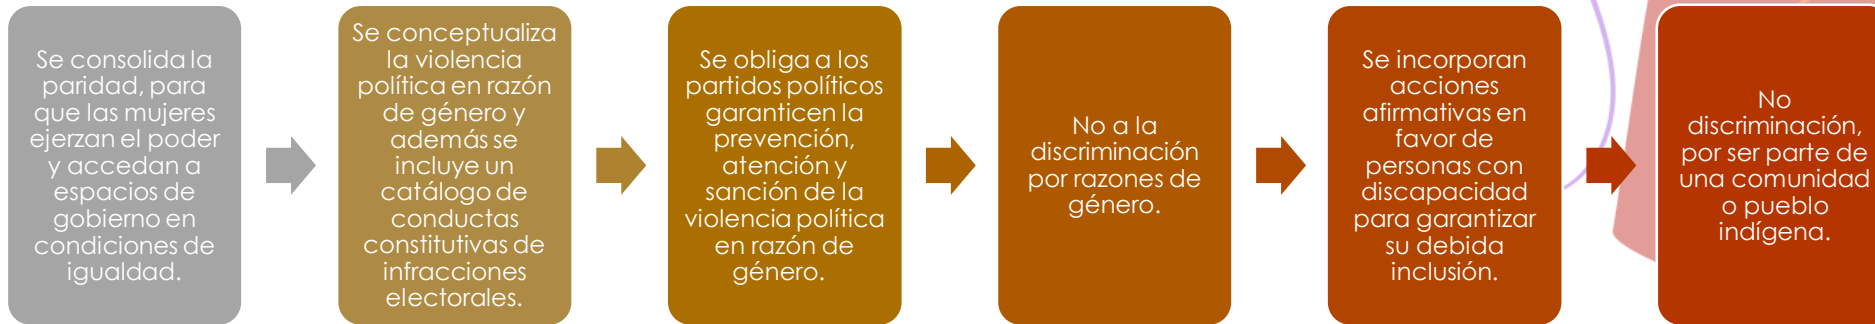 Se consolida la
paridad, para
que las mujeres
ejerzan el poder
y accedan a
espacios de
gobierno en
condiciones de
igualdad.
Se conceptualiza
la violencia
política en razón
de género y
además se
incluye un
catálogo de
conductas
constitutivas de
infracciones
electorales.
Se obliga a los
partidos políticos
garanticen la
prevención,
atención y
sanción de la
violencia política
en razón de
género.
No a la
discriminación
por razones de
género.
Se incorporan
acciones
afirmativas en
favor de
personas con
discapacidad
para garantizar
su debida
inclusión.
No
discriminación,
por ser parte de
una comunidad
o pueblo
indígena.